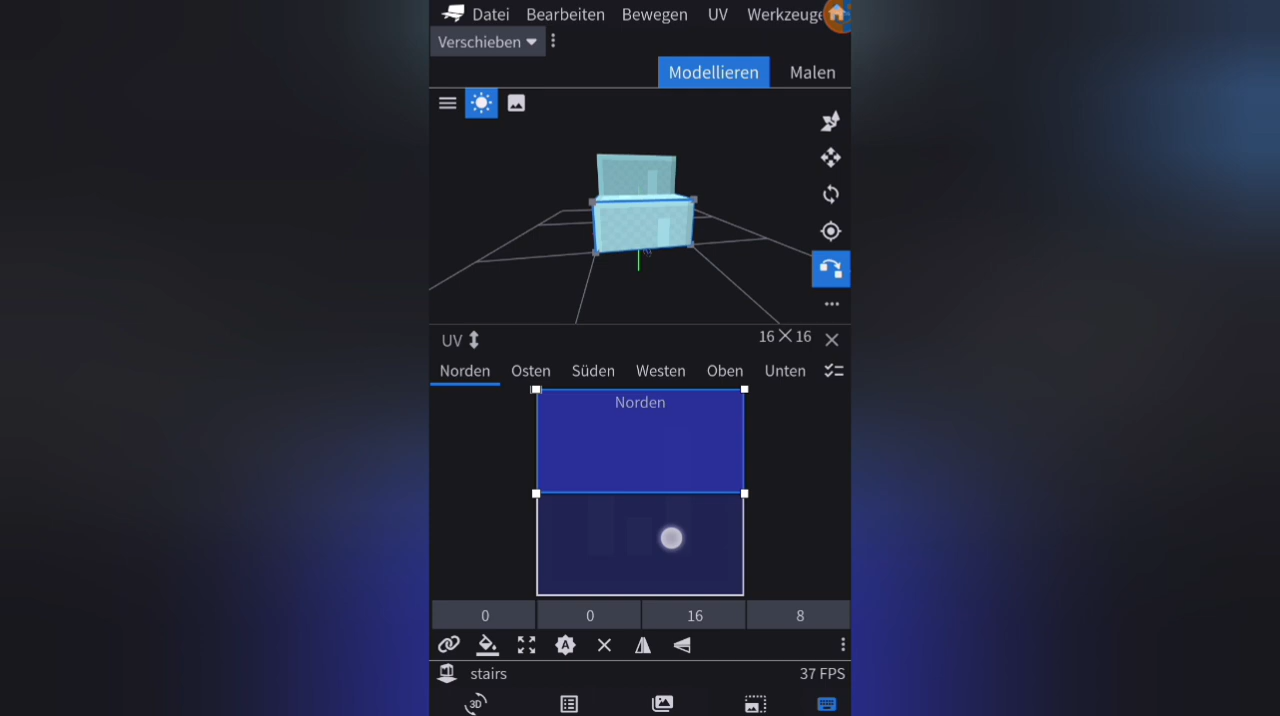 Datei Bearbeiten Bewegen UV Werkzeuge
Verschieben
Modellieren Malen
UV 16×16
Norden Osten Süden Westen Oben Unten
Norden
0 0 16 8
stairs 37 FPS
3D